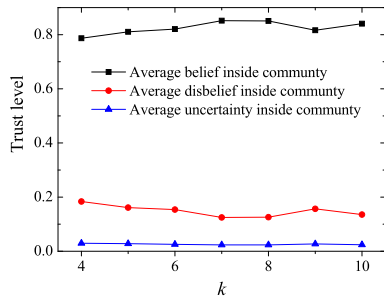 0.8
Average belief inside communty
Average disbelief inside communty
Average uncertainty inside communty
Trust level
0.6
0.4
0.2
0.0
4
6
8
10
k